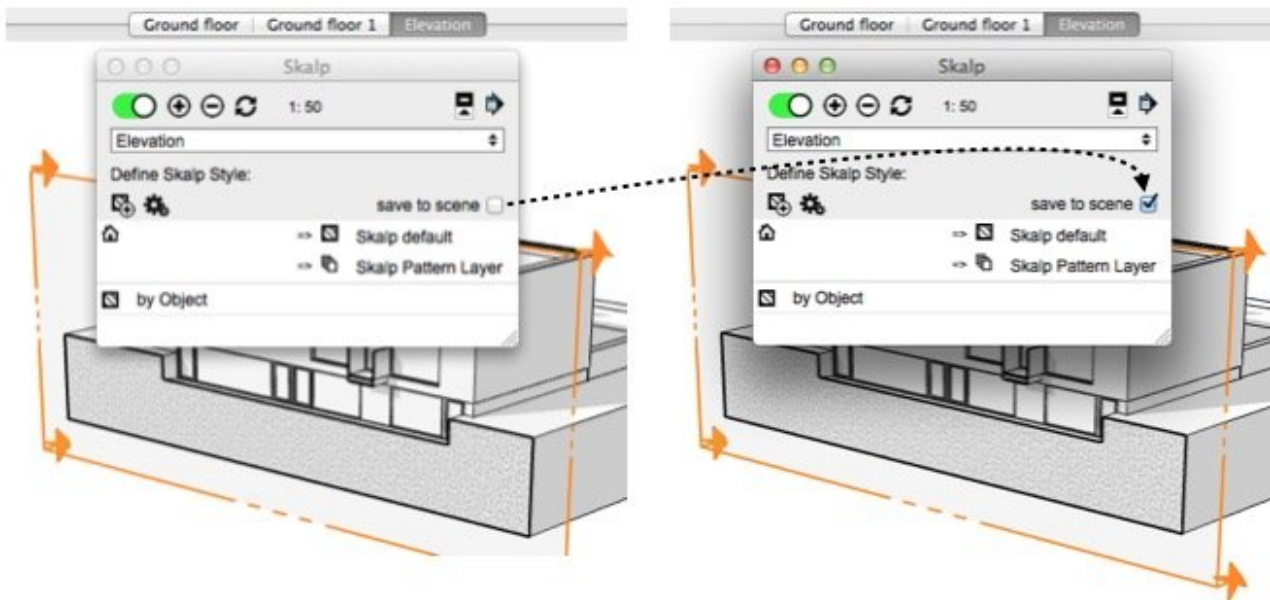 Ground floor Ground floor 1 Elevation
Skalp
1: 50
Elevation
Define Skalp Style:
save to scene
Skalp default
Skalp Pattern Layer
by Object
Ground floor Ground floor 1 Elevation
Skalp
1: 50
Elevation
Define Skalp Style:
save to scene
Skalp default
Skalp Pattern Layer
by Object